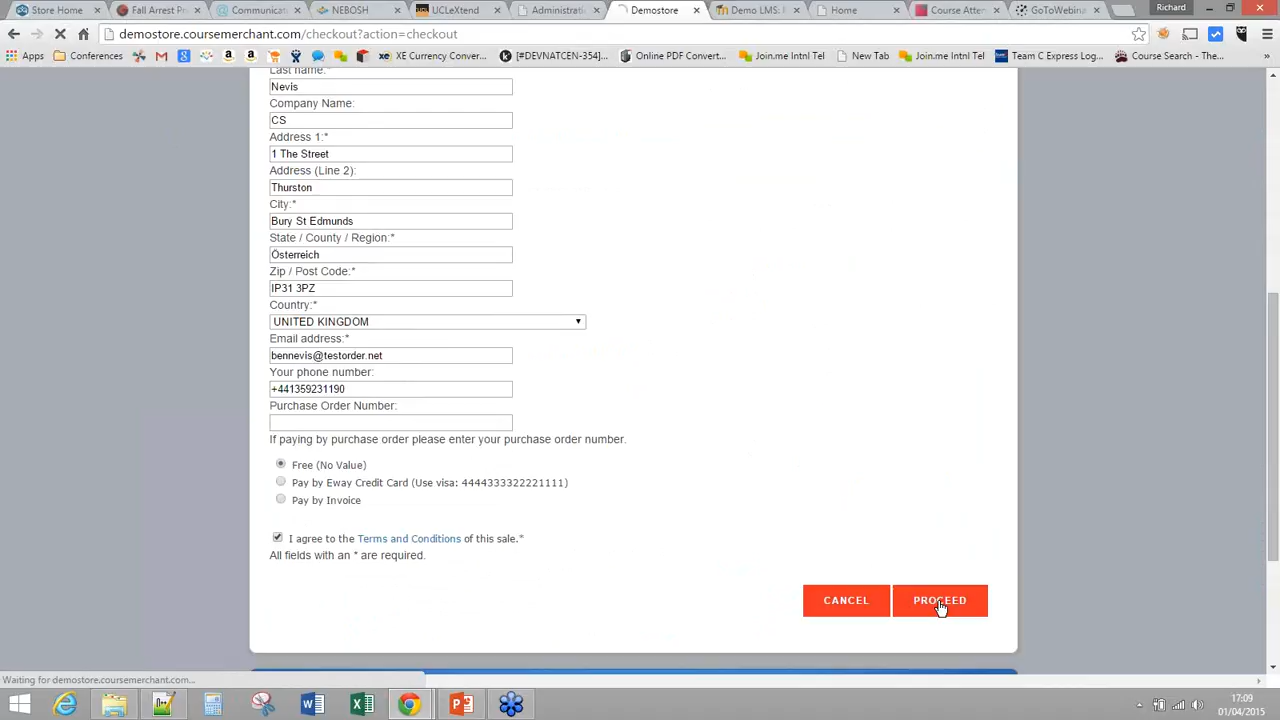 Store Home
Fall Arrest Pro
Communicat
NEBOSH
UCLeXtend
Administrati
Demostore
Demo LMS:
Home
Course Atten
GoToWebina
Richard
demostore.coursemerchant.com/checkout?action=checkout
Apps
Conferences
XE Currency Conver...
[#DEVNATCEN-354]...
Online PDF Convert...
Join.me Intnl Tel
New Tab
Join.me Intnl Tel
Team C Express Log...
Course Search - The...
Last name:*
Nevis
Company Name:
CS
Address 1:*
1 The Street
Address (Line 2):
Thurston
City:*
Bury St Edmunds
State / County / Region:*
Österreich
Zip / Post Code:*
IP31 3PZ
Country:*
UNITED KINGDOM
Email address:*
bennevis@testorder.net
Your phone number:
+441359231190
Purchase Order Number:
If paying by purchase order please enter your purchase order number.
Free (No Value)
Pay by Eway Credit Card (Use visa: 4444333322221111)
Pay by Invoice
I agree to the Terms and Conditions of this sale.*
All fields with an * are required.
CANCEL
PROCEED
Waiting for demostore.coursemerchant.com...
17:09
01/04/2015